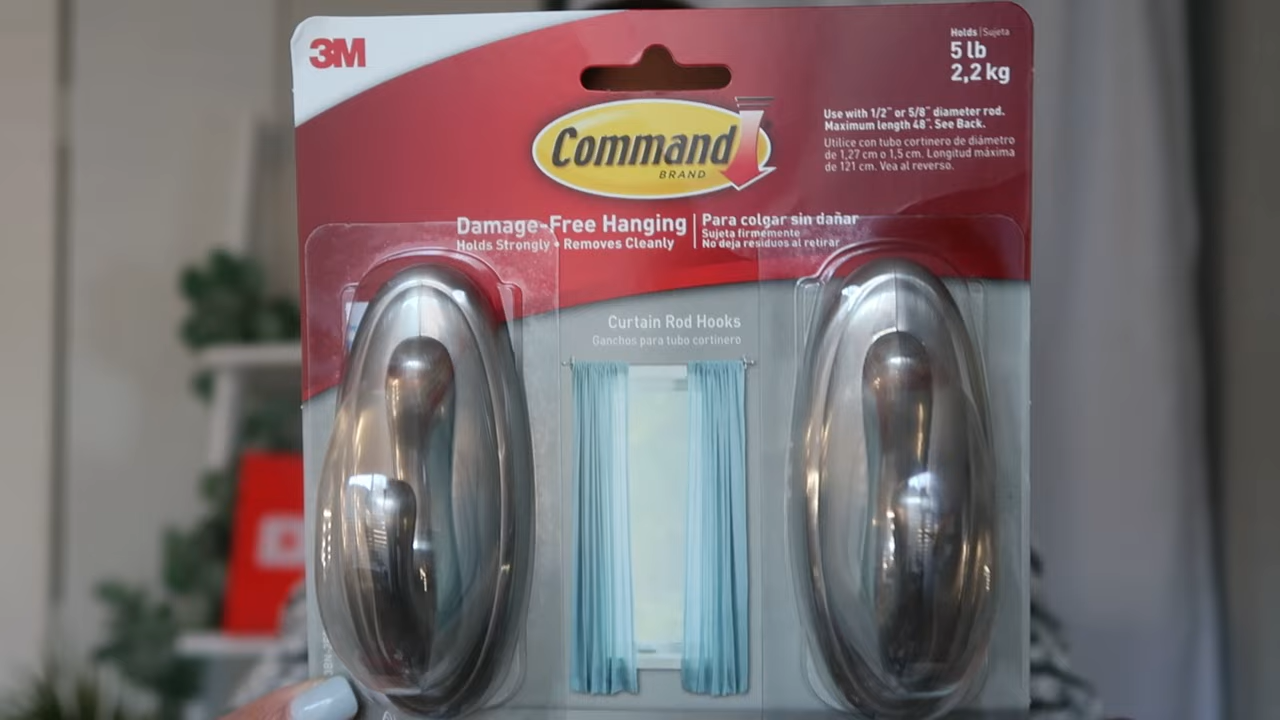 3M
Holds | Sujeta
5 lb
2,2 kg
Command
BRAND
Use with 1/2" or 5/8" diameter rod.
Maximum length 48". See Back.
Utilice con tubo cortinero de diámetro
de 1,27 cm o 1,5 cm. Longitud máxima
de 121 cm. Vea al reverso.
Damage-Free Hanging
Holds Strongly • Removes Cleanly
Para colgar sin dañar
Sujeta firmemente
No deja residuos al retirar
Curtain Rod Hooks
Ganchos para tubo cortinero